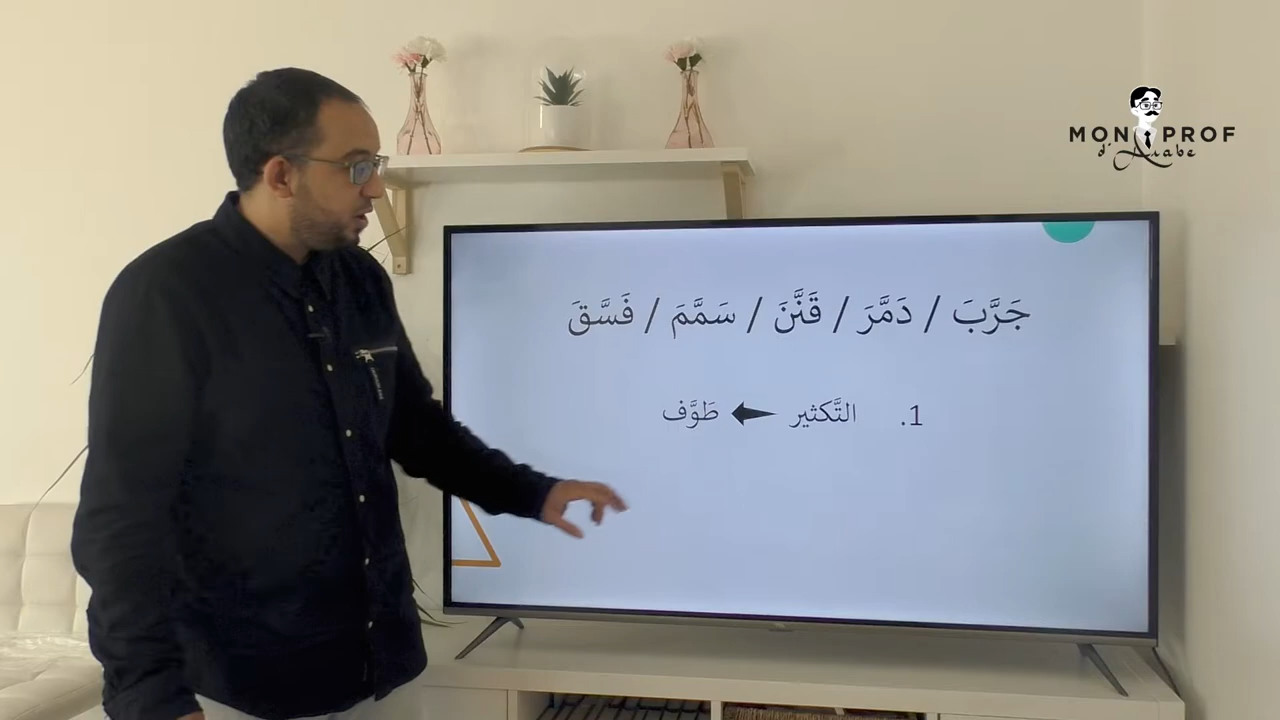 MON PROF
d'Arabe
جَرَّبَ / دَمَّرَ / قَنَّنَ / سَمَّمَ / فَسَّقَ
1. التَّكثير ← طَوَّف